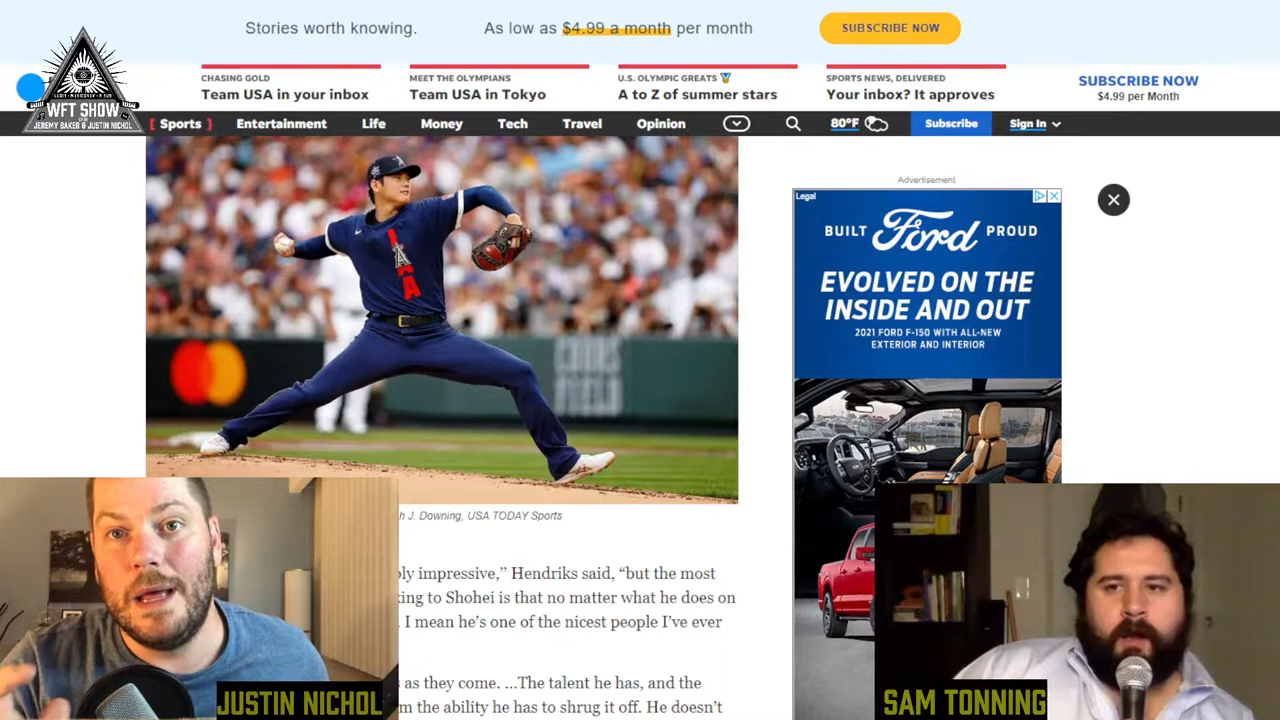 Stories worth knowing.
As low as $4.99 a month per month
SUBSCRIBE NOW
WFT SHOW
JEREMY BAKER & JUSTIN NICHOL
CHASING GOLD
Team USA in your inbox
MEET THE OLYMPIANS
Team USA in Tokyo
U.S. OLYMPIC GREATS
A to Z of summer stars
SPORTS NEWS, DELIVERED
Your inbox? It approves
SUBSCRIBE NOW
$4.99 per Month
[ Sports ]
Entertainment
Life
Money
Tech
Travel
Opinion
80°F
Subscribe
Sign In
A
Advertisement
Legal
BUILT Ford PROUD
EVOLVED ON THE
INSIDE AND OUT
2021 FORD F-150 WITH ALL-NEW
EXTERIOR AND INTERIOR
COORS
FIELD
h J. Downing, USA TODAY Sports
bly impressive,” Hendriks said, “but the most
king to Shohei is that no matter what he does on
. I mean he’s one of the nicest people I’ve ever
s as they come. ...The talent he has, and the
m the ability he has to shrug it off. He doesn’t
JUSTIN NICHOL
SAM TONNING